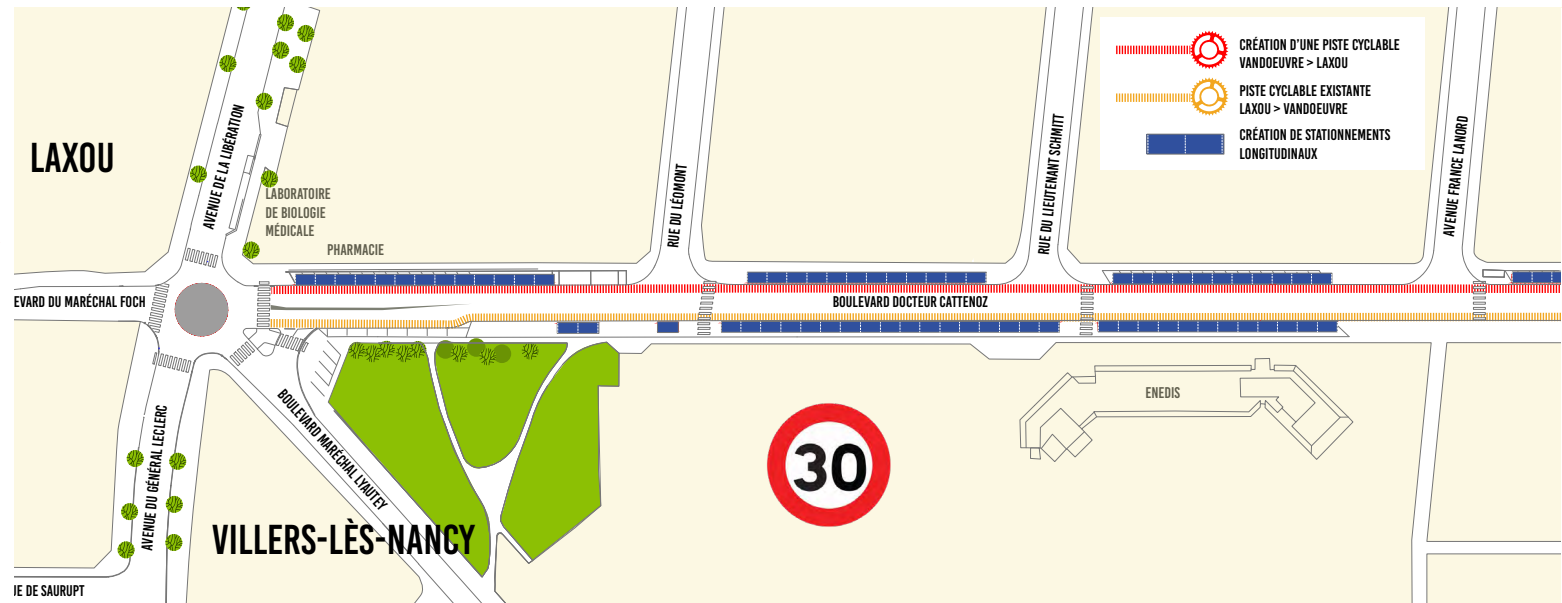 CRÉATION D'UNE PISTE CYCLABLE
VANDOEUVRE > LAXOU
PISTE CYCLABLE EXISTANTE
LAXOU > VANDOEUVRE
CRÉATION DE STATIONNEMENTS
LONGITUDINAUX
LAXOU
AVENUE DE LA LIBÉRATION
LABORATOIRE
DE BIOLOGIE
MÉDICALE
PHARMACIE
RUE DU LÉOMONT
RUE DU LIEUTENANT SCHMITT
AVENUE FRANCE LANORD
EVARD DU MARÉCHAL FOCH
BOULEVARD DOCTEUR CATTENOZ
ENEDIS
BOULEVARD MARÉCHAL LYAUTEY
AVENUE DU GÉNÉRAL LECLERC
30
VILLERS-LÈS-NANCY
UE DE SAURUPT